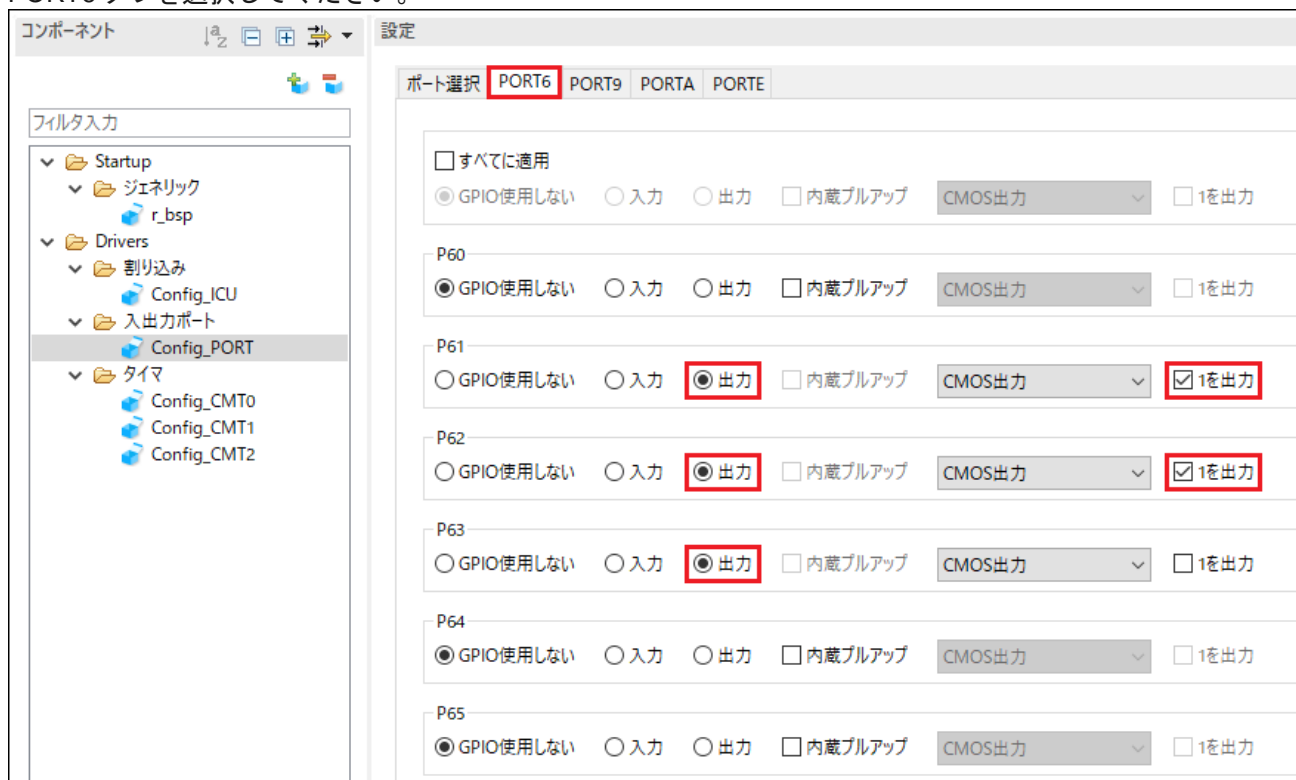 PORT6 タブを選択してください。
コンポーネント
設定
フィルタ入力
Startup
ジェネリック
r_bsp
Drivers
割り込み
Config_ICU
入出力ポート
Config_PORT
タイマ
Config_CMT0
Config_CMT1
Config_CMT2
ポート選択 PORT6 PORT9 PORTA PORTE
すべてに適用
GPIO使用しない 入力 出力 内蔵プルアップ CMOS出力 1を出力
P60
GPIO使用しない 入力 出力 内蔵プルアップ CMOS出力 1を出力
P61
GPIO使用しない 入力 出力 内蔵プルアップ CMOS出力 1を出力
P62
GPIO使用しない 入力 出力 内蔵プルアップ CMOS出力 1を出力
P63
GPIO使用しない 入力 出力 内蔵プルアップ CMOS出力 1を出力
P64
GPIO使用しない 入力 出力 内蔵プルアップ CMOS出力 1を出力
P65
GPIO使用しない 入力 出力 内蔵プルアップ CMOS出力 1を出力